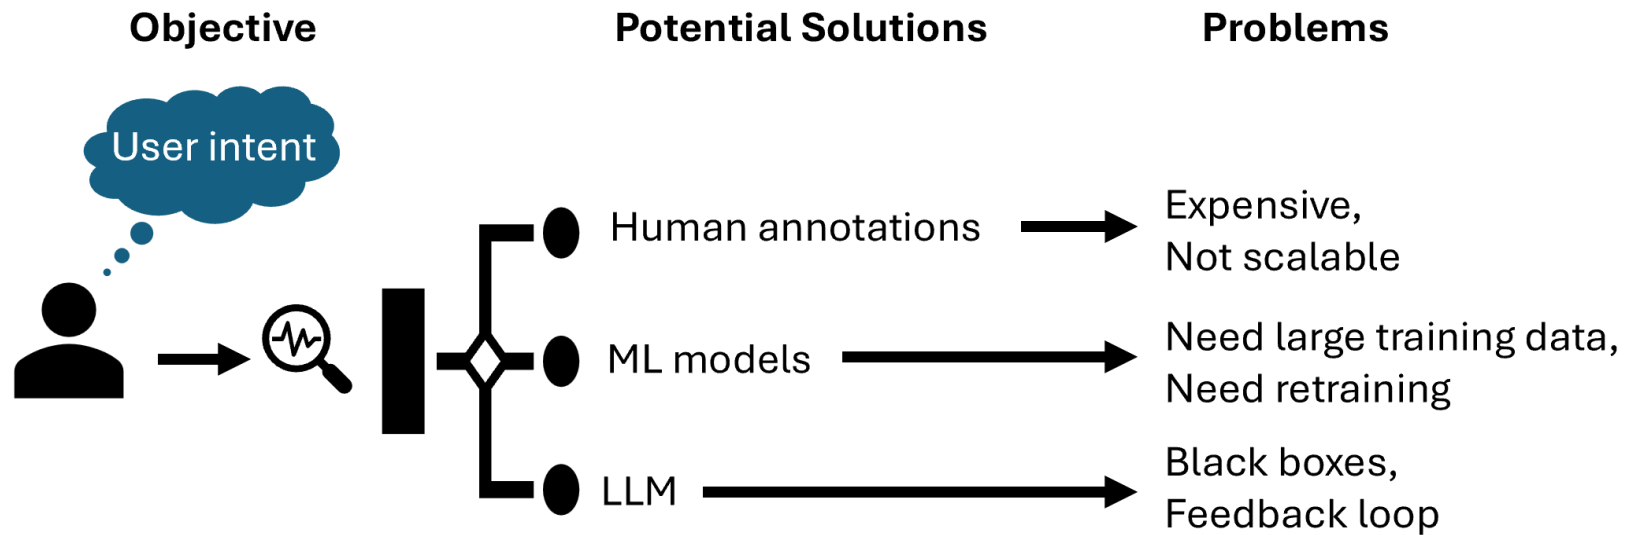 Objective
Potential Solutions
Problems
User intent
Human annotations
Expensive,
Not scalable
ML models
Need large training data,
Need retraining
LLM
Black boxes,
Feedback loop